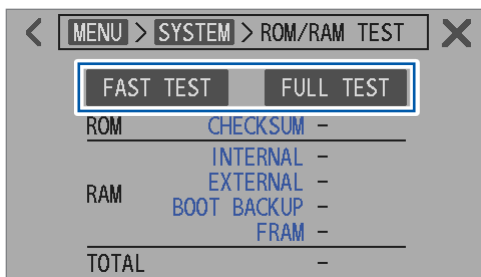 < MENU > SYSTEM > ROM/RAM TEST X
FAST TEST FULL TEST
ROM CHECKSUM –
INTERNAL –
RAM EXTERNAL –
BOOT BACKUP –
FRAM –
TOTAL –